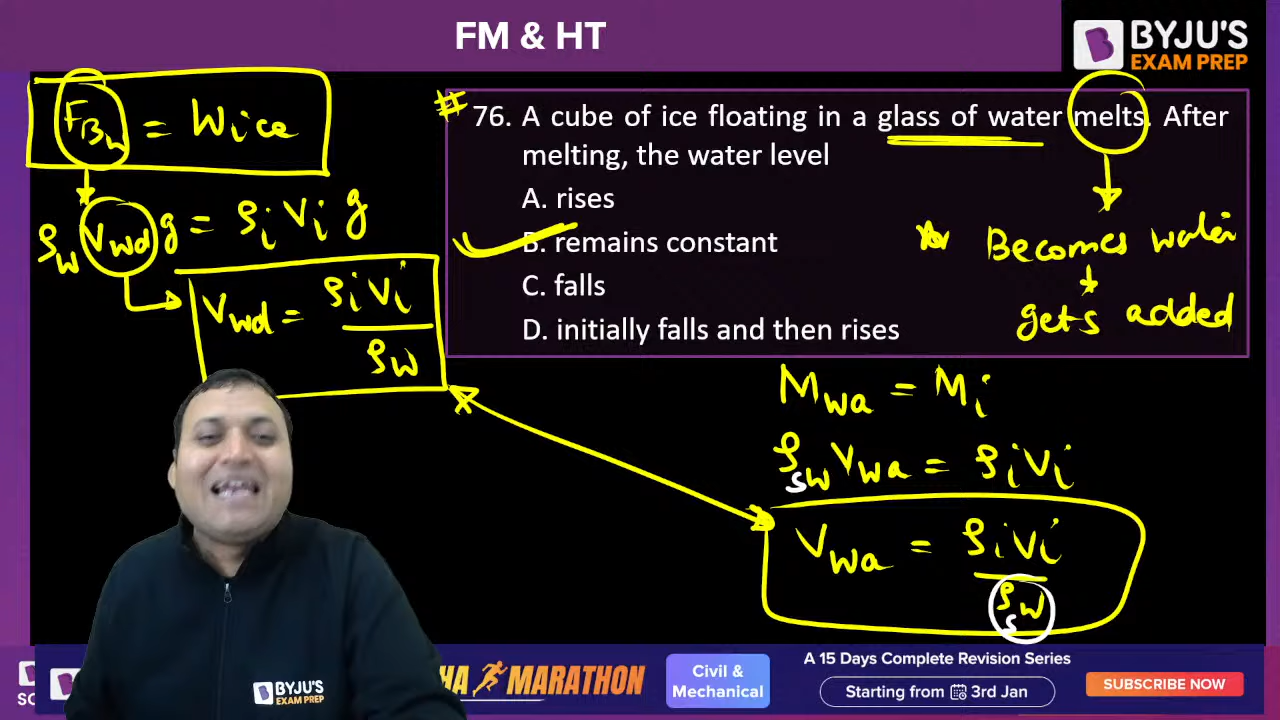 FM & HT
BYJU'S
EXAM PREP
F_Bw = Wice
ρw Vwd g = ρi Vi g
Vwd = ρi Vi / ρw
# 76. A cube of ice floating in a glass of water melts. After
melting, the water level
A. rises
B. remains constant
C. falls
D. initially falls and then rises
Becomes water
gets added
Mwa = Mi
ρsw Vwa = ρi Vi
Vwa = ρi Vi / ρsw
BYJU'S
EXAM PREP
HA MARATHON
Civil &
Mechanical
A 15 Days Complete Revision Series
Starting from 3rd Jan
SUBSCRIBE NOW